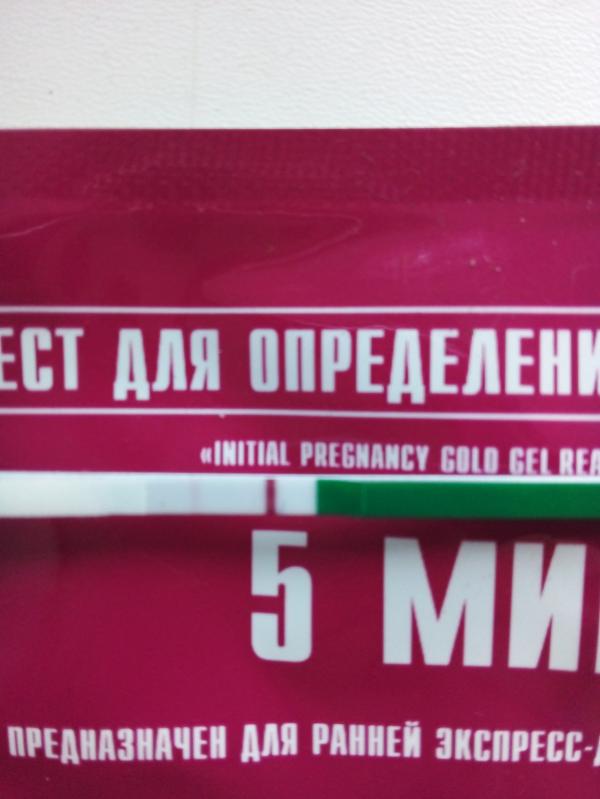 ЕСТ ДЛЯ ОПРЕДЕЛЕНИ
«INITIAL PREGNANCY GOLD GEL REA
5 МИ
ПРЕДНАЗНАЧЕН ДЛЯ РАННЕЙ ЭКСПРЕСС-Д